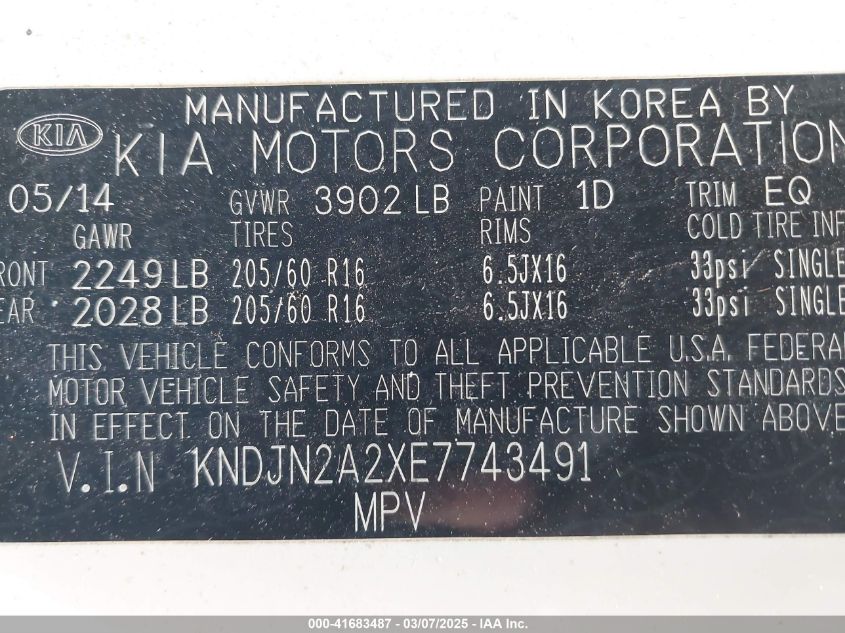 MANUFACTURED IN KOREA BY
KIA KIA MOTORS CORPORATION
05/14 GVWR 3902 LB PAINT 1D TRIM EQ
GAWR TIRES RIMS COLD TIRE INF
RONT 2249 LB 205/60 R16 6.5JX16 33psi SINGLE
EAR 2028 LB 205/60 R16 6.5JX16 33psi SINGLE
THIS VEHICLE CONFORMS TO ALL APPLICABLE U.S.A. FEDERAL
MOTOR VEHICLE SAFETY AND THEFT PREVENTION STANDARDS
IN EFFECT ON THE DATE OF MANUFACTURE SHOWN ABOVE
V.I.N KNDJN2A2XE7743491
MPV
000-41683487 - 03/07/2025 - IAA Inc.